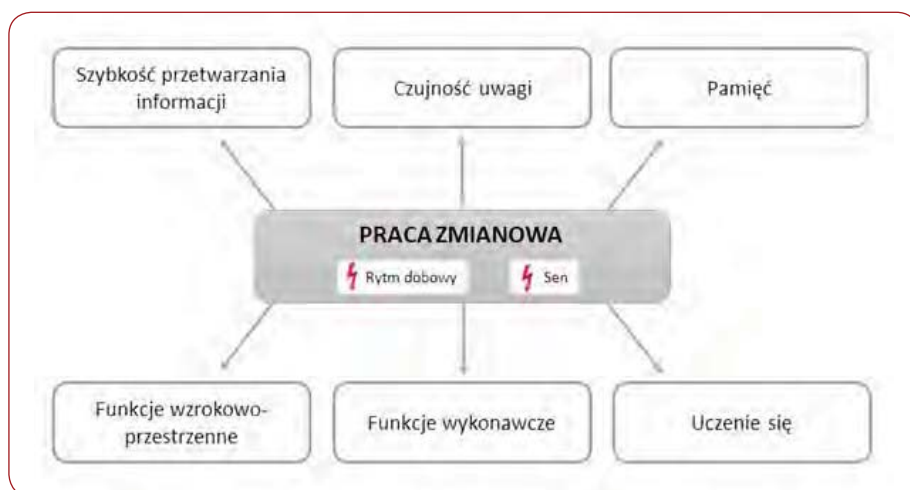 Szybkość przetwarzania
informacji
Czujność uwagi
Pamięć
PRACA ZMIANOWA
Rytm dobowy
Sen
Funkcje wzrokowo-
przestrzenne
Funkcje wykonawcze
Uczenie się